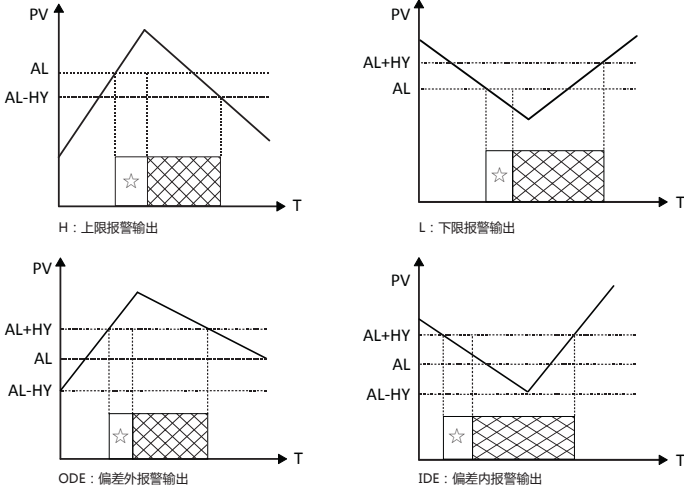 PV
AL
AL-HY
☆
T
H：上限报警输出
PV
AL+HY
AL
☆
T
L：下限报警输出
PV
AL+HY
AL
AL-HY
☆
T
ODE：偏差外报警输出
PV
AL+HY
AL
AL-HY
☆
T
IDE：偏差内报警输出